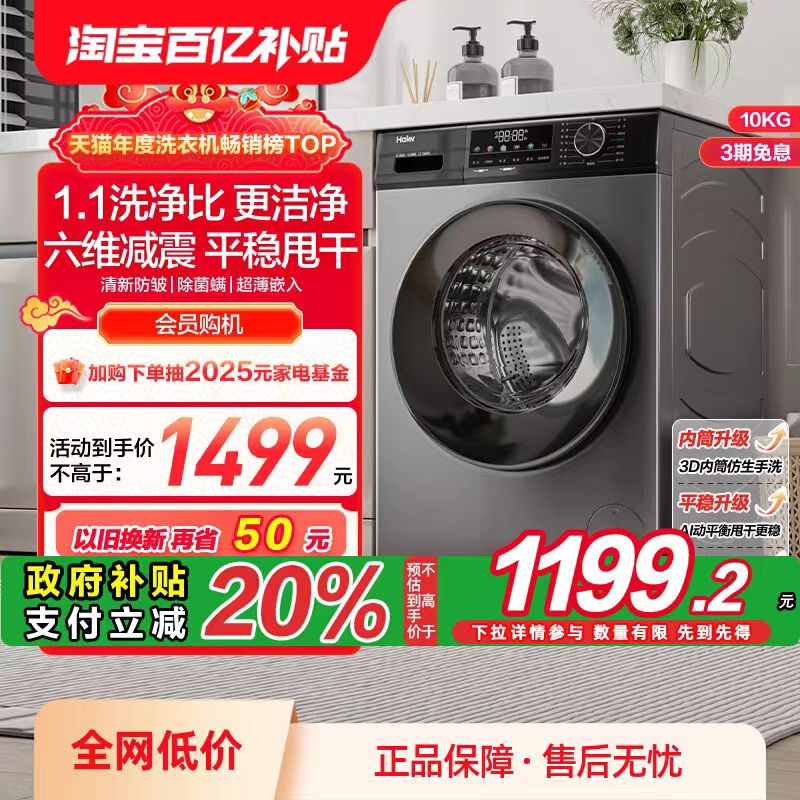 淘宝百亿补贴
天猫年度洗衣机畅销榜TOP
1.1洗净比 更洁净
六维减震 平稳甩干
清新防皱|除菌螨|超薄嵌入
会员购机
加购下单抽2025元家电基金
活动到手价
不高于:
1499元
以旧换新 再省 50 元
10KG
3期免息
Haier
内筒升级
3D内筒仿生手洗
平稳升级
AI动平衡甩干更稳
政府补贴
支付立减
20%
预估到手价
不高于
1199.2元
下拉详情参与 数量有限 先到先得
全网低价
正品保障·售后无忧